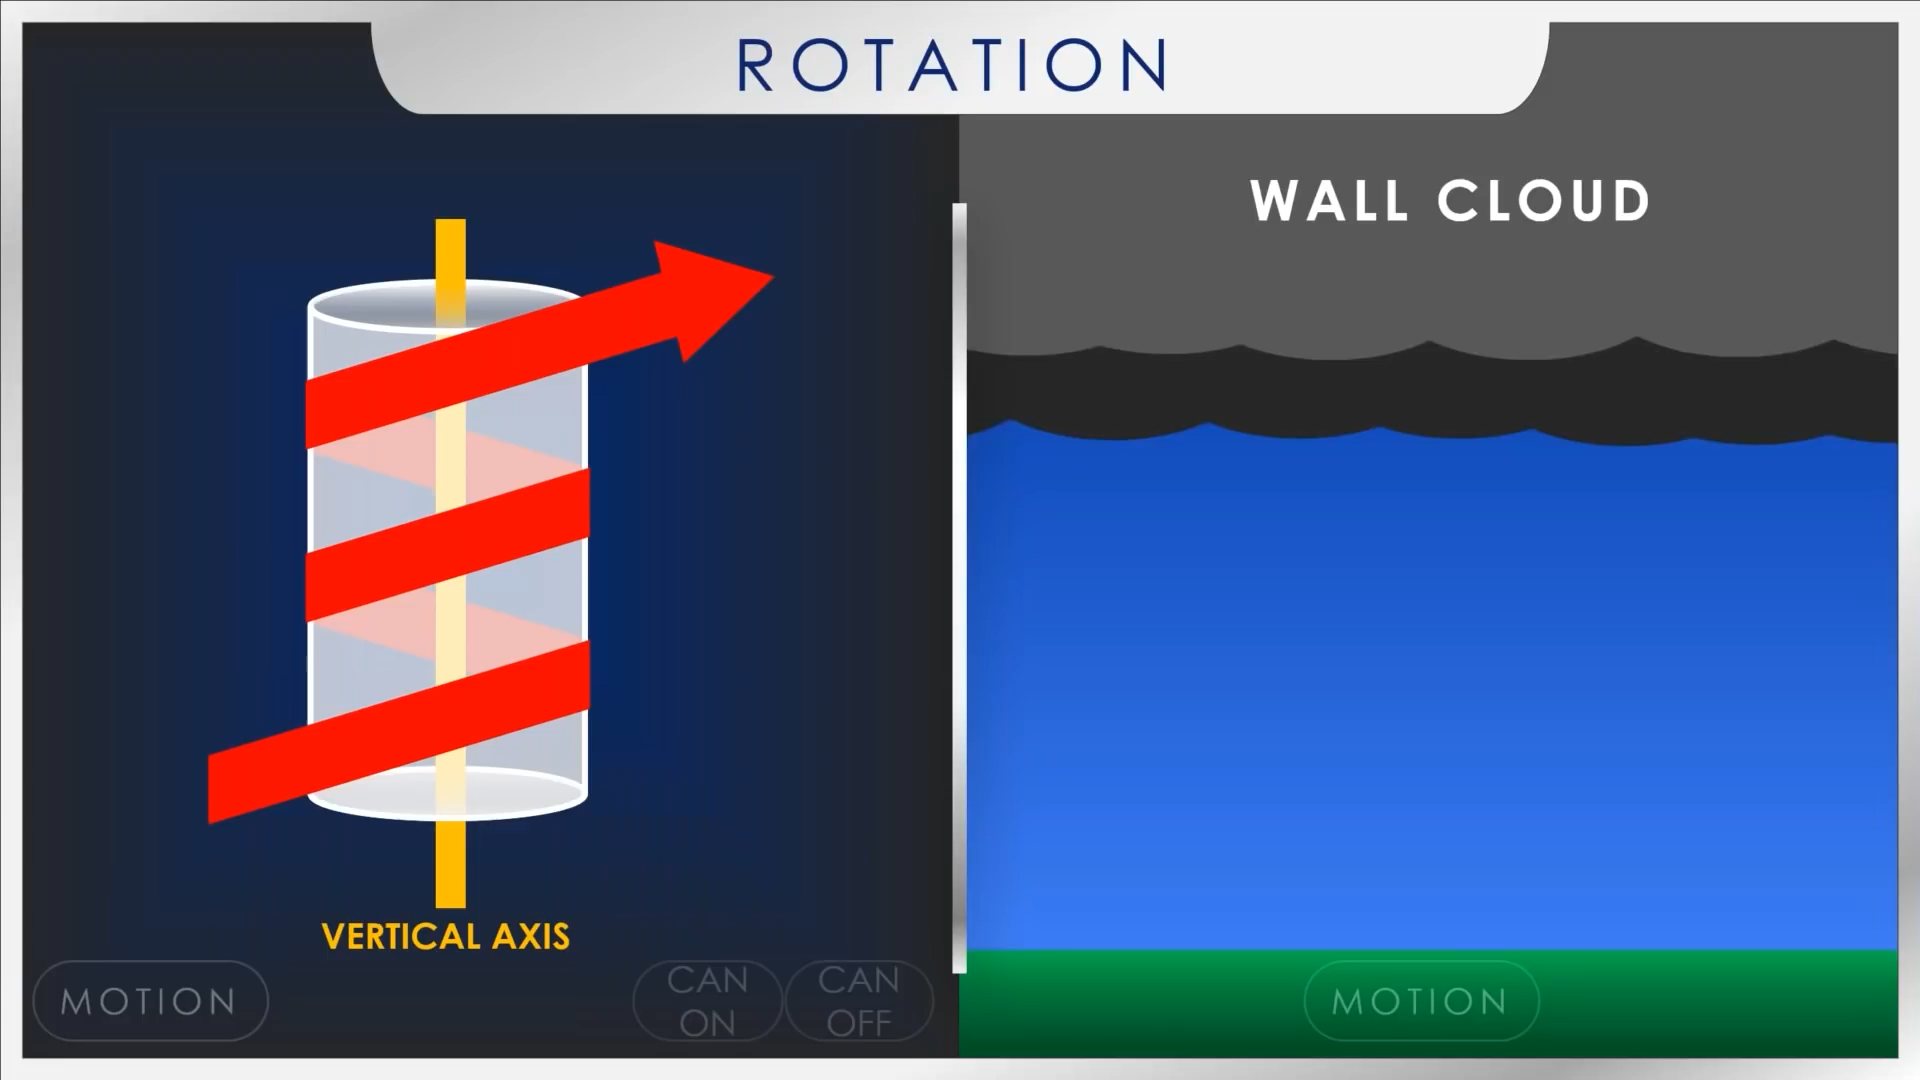 ROTATION
WALL CLOUD
VERTICAL AXIS
MOTION
CAN
ON
CAN
OFF
MOTION